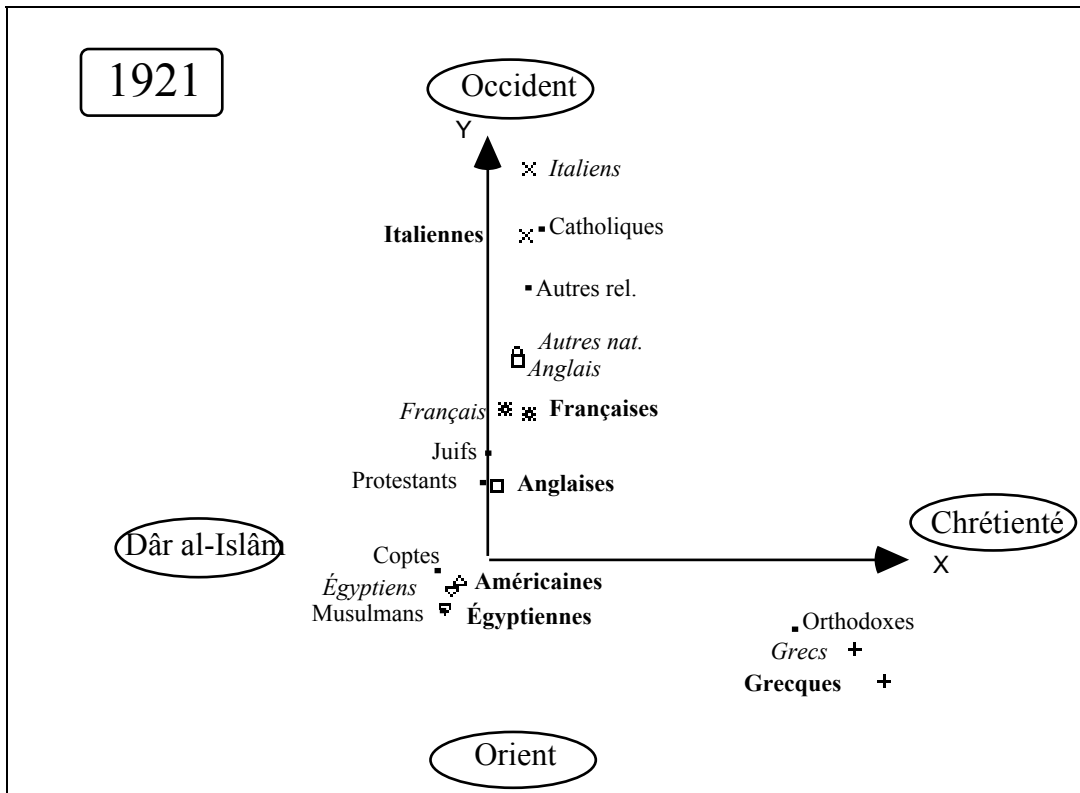 1921
Occident
Y
Italiens
Italiennes
Catholiques
Autres rel.
Autres nat.
Anglais
Français
Françaises
Juifs
Protestants
Anglaises
Dâr al-Islâm
Chrétienté
X
Coptes
Égyptiens
Américaines
Musulmans
Égyptiennes
Orthodoxes
Grecs
Grecques
Orient